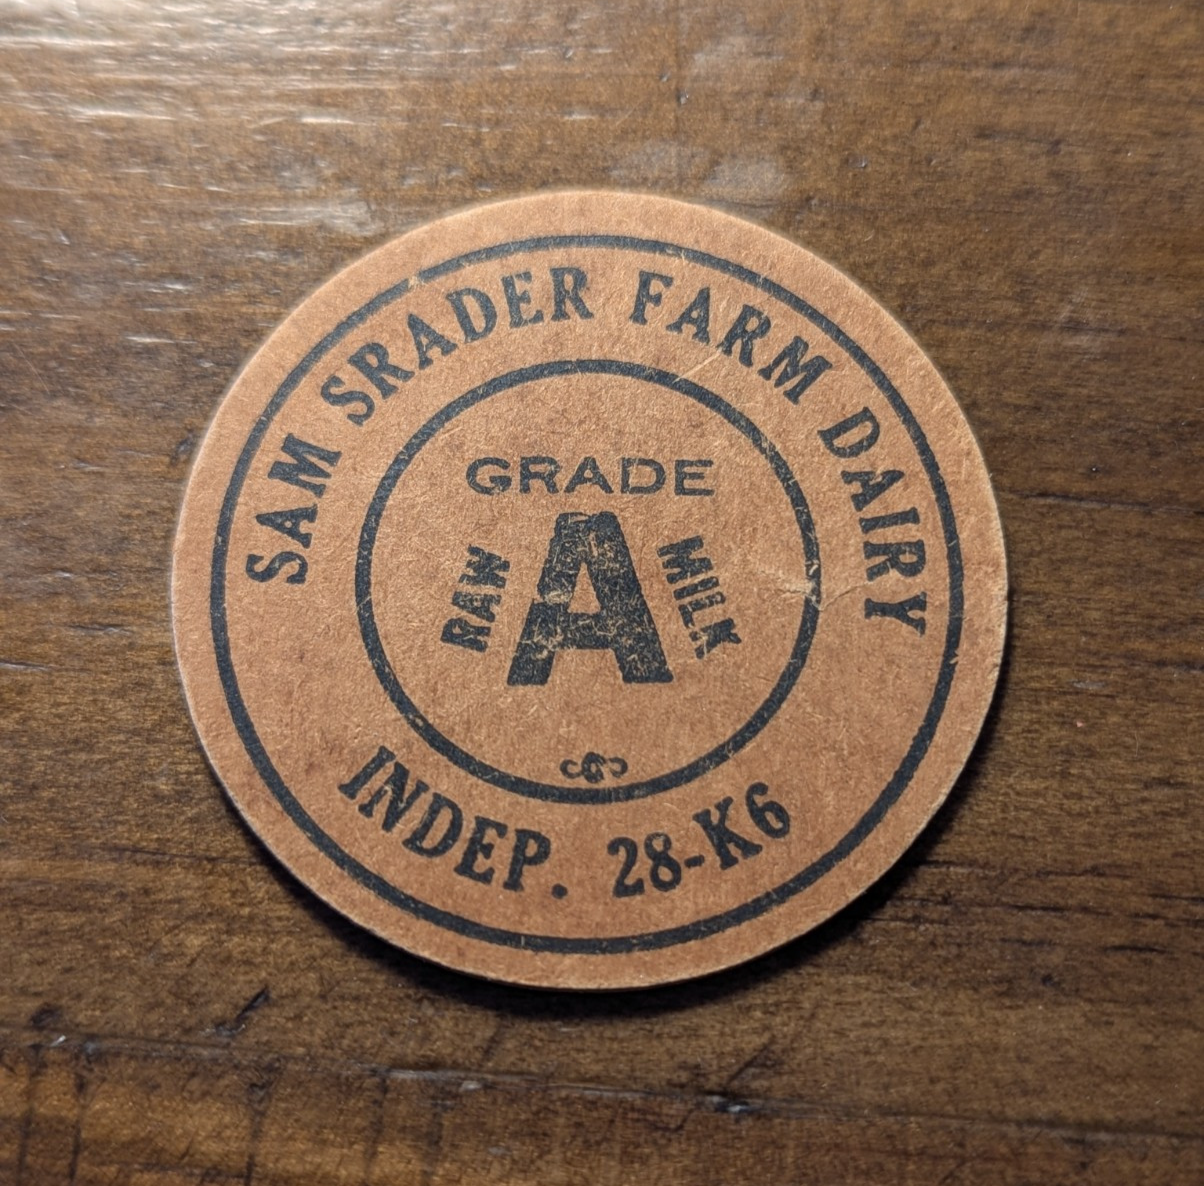 SAM SRADER FARM DAIRY
GRADE
A
RAW MILK
INDEP. 28-K6